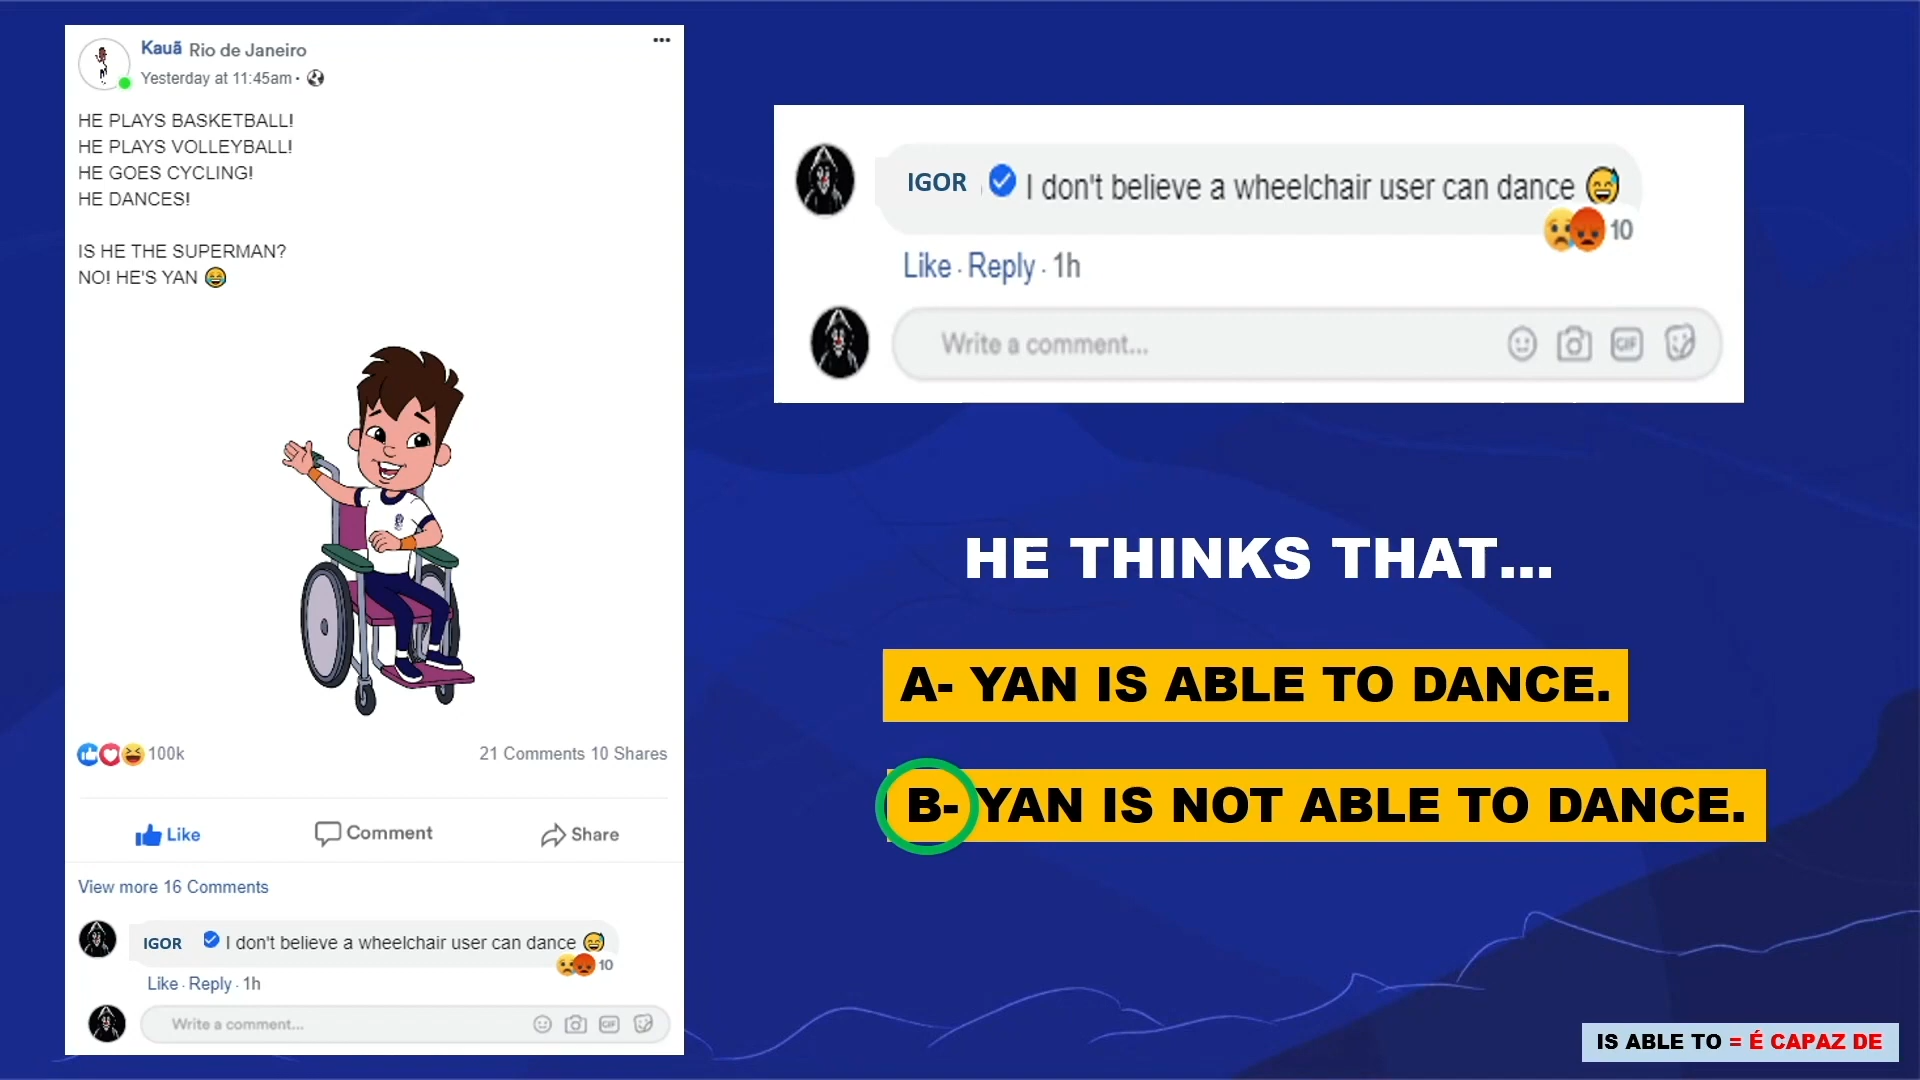 Kauã Rio de Janeiro
Yesterday at 11:45am ·
HE PLAYS BASKETBALL!
HE PLAYS VOLLEYBALL!
HE GOES CYCLING!
HE DANCES!
IS HE THE SUPERMAN?
NO! HE'S YAN
100k
21 Comments 10 Shares
Like
Comment
Share
View more 16 Comments
IGOR I don't believe a wheelchair user can dance
10
Like · Reply · 1h
Write a comment...
GIF
IGOR I don't believe a wheelchair user can dance
10
Like · Reply · 1h
Write a comment...
GIF
HE THINKS THAT...
A- YAN IS ABLE TO DANCE.
B- YAN IS NOT ABLE TO DANCE.
IS ABLE TO = É CAPAZ DE